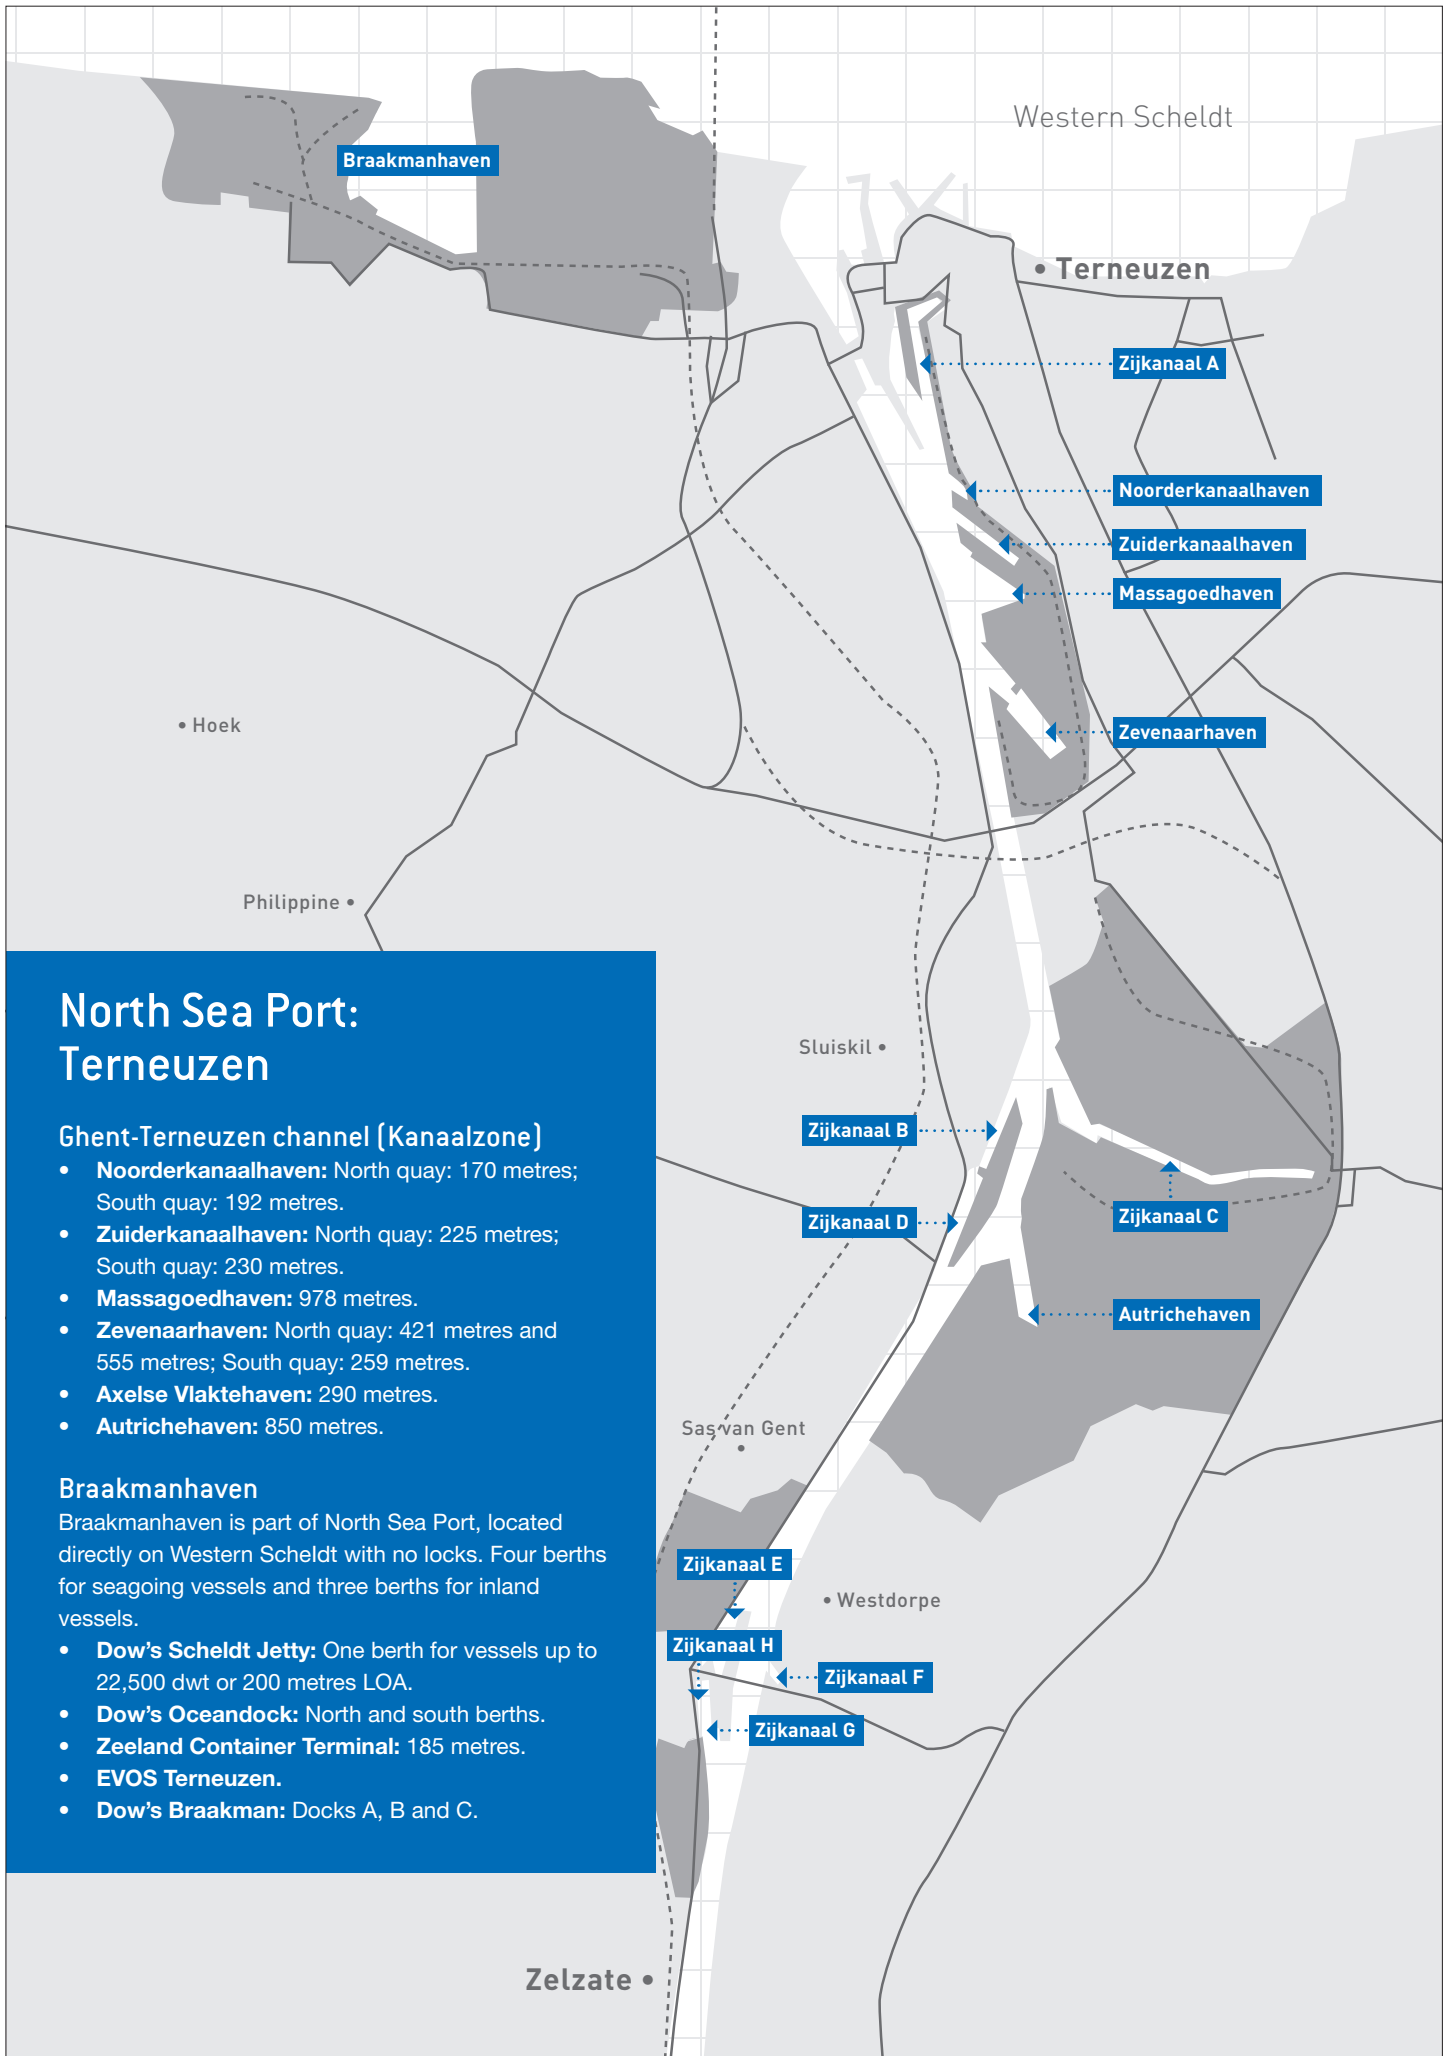 Western Scheldt
Braakmanhaven
• Terneuzen
Zijkanaal A
Noorderkanaalhaven
Zuiderkanaalhaven
Massagoedhaven
• Hoek
Zevenaarhaven
Philippine •
North Sea Port:
Terneuzen
Ghent-Terneuzen channel (Kanaalzone)
• Noorderkanaalhaven: North quay: 170 metres;
South quay: 192 metres.
• Zuiderkanaalhaven: North quay: 225 metres;
South quay: 230 metres.
• Massagoedhaven: 978 metres.
• Zevenaarhaven: North quay: 421 metres and
555 metres; South quay: 259 metres.
• Axelse Vlaktehaven: 290 metres.
• Autrichehaven: 850 metres.
Braakmanhaven
Braakmanhaven is part of North Sea Port, located
directly on Western Scheldt with no locks. Four berths
for seagoing vessels and three berths for inland
vessels.
• Dow's Scheldt Jetty: One berth for vessels up to
22,500 dwt or 200 metres LOA.
• Dow's Oceandock: North and south berths.
• Zeeland Container Terminal: 185 metres.
• EVOS Terneuzen.
• Dow's Braakman: Docks A, B and C.
Sluiskil •
Zijkanaal B
Zijkanaal D
Zijkanaal C
Autrichehaven
Sas van Gent
•
Zijkanaal E
• Westdorpe
Zijkanaal H
Zijkanaal F
Zijkanaal G
Zelzate •